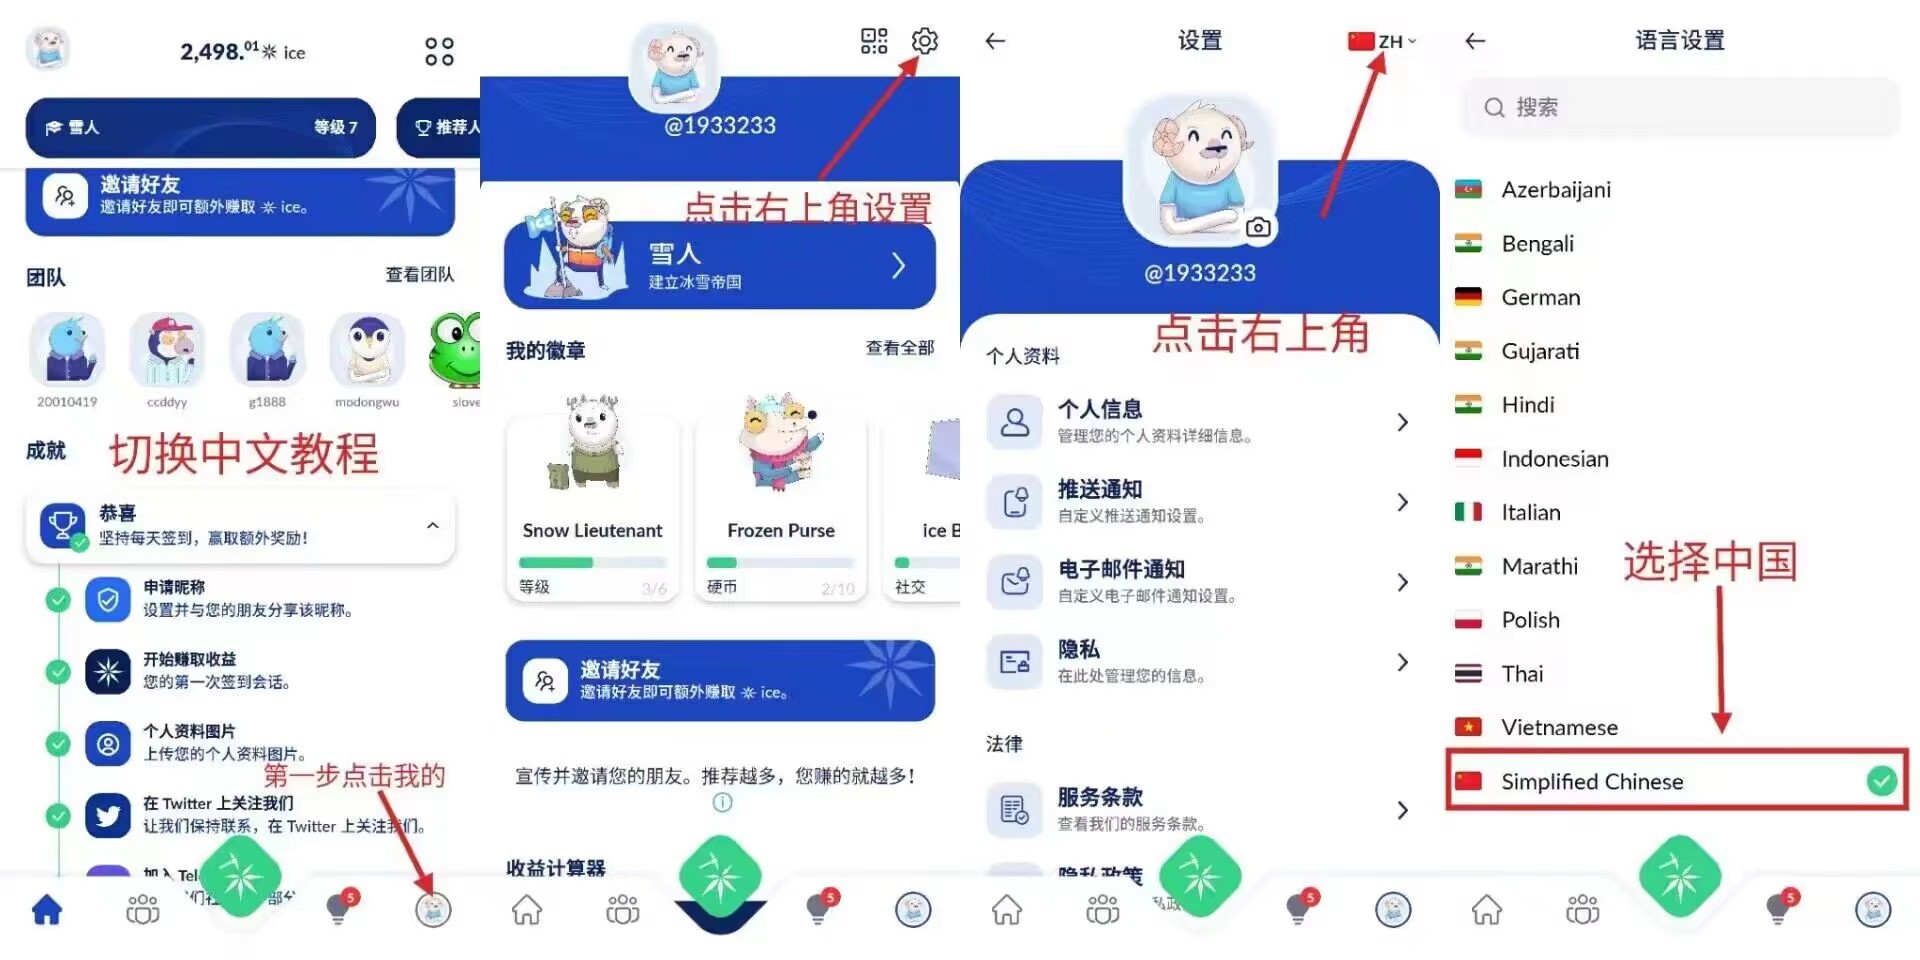 2,498.01 ice
雪人
等级 7
推荐人
邀请好友
邀请好友即可额外赚取 ice。
团队
查看团队
20010419
ccddyy
g1888
modongwu
slove
成就
切换中文教程
恭喜
坚持每天签到，赢取额外奖励！
申请昵称
设置并与您的朋友分享该昵称。
开始赚取收益
您的第一次签到会话。
个人资料图片
上传您的个人资料图片。
第一步点击我的
在 Twitter 上关注我们
让我们保持联系，在 Twitter 上关注我们。
加入 Tel
5
@1933233
点击右上角设置
雪人
建立冰雪帝国
我的徽章
查看全部
Snow Lieutenant
等级
3/6
Frozen Purse
硬币
2/10
ice B
社交
邀请好友
邀请好友即可额外赚取 ice。
宣传并邀请您的朋友。推荐越多，您赚的就越多！
收益计算器
5
设置
ZH
@1933233
点击右上角
个人资料
个人信息
管理您的个人资料详细信息。
推送通知
自定义推送通知设置。
电子邮件通知
自定义电子邮件通知设置。
隐私
在此处管理您的信息。
法律
服务条款
查看我们的服务条款。
隐私政策
5
语言设置
搜索
Azerbaijani
Bengali
German
Gujarati
Hindi
Indonesian
Italian
Marathi
选择中国
Polish
Thai
Vietnamese
Simplified Chinese
5